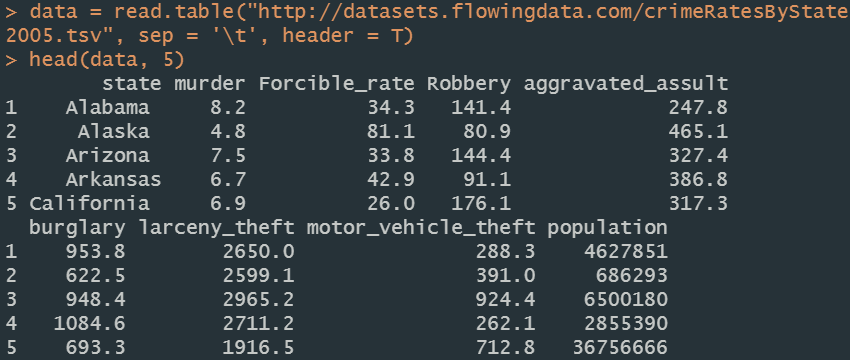 > data = read.table("http://datasets.flowingdata.com/crimeRatesByState
2005.tsv", sep = '\t', header = T)
> head(data, 5)
state murder Forcible_rate Robbery aggravated_assult
1 Alabama 8.2 34.3 141.4 247.8
2 Alaska 4.8 81.1 80.9 465.1
3 Arizona 7.5 33.8 144.4 327.4
4 Arkansas 6.7 42.9 91.1 386.8
5 California 6.9 26.0 176.1 317.3
burglary larceny_theft motor_vehicle_theft population
1 953.8 2650.0 288.3 4627851
2 622.5 2599.1 391.0 686293
3 948.4 2965.2 924.4 6500180
4 1084.6 2711.2 262.1 2855390
5 693.3 1916.5 712.8 36756666